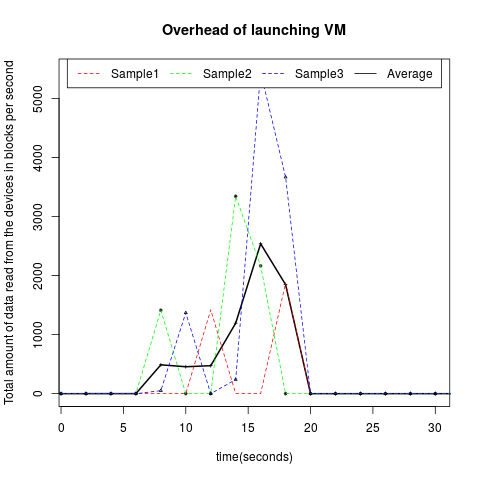 Overhead of launching VM
Sample1 Sample2 Sample3 Average
Total amount of data read from the devices in blocks per second
5000
4000
3000
2000
1000
0
0 5 10 15 20 25 30
time(seconds)